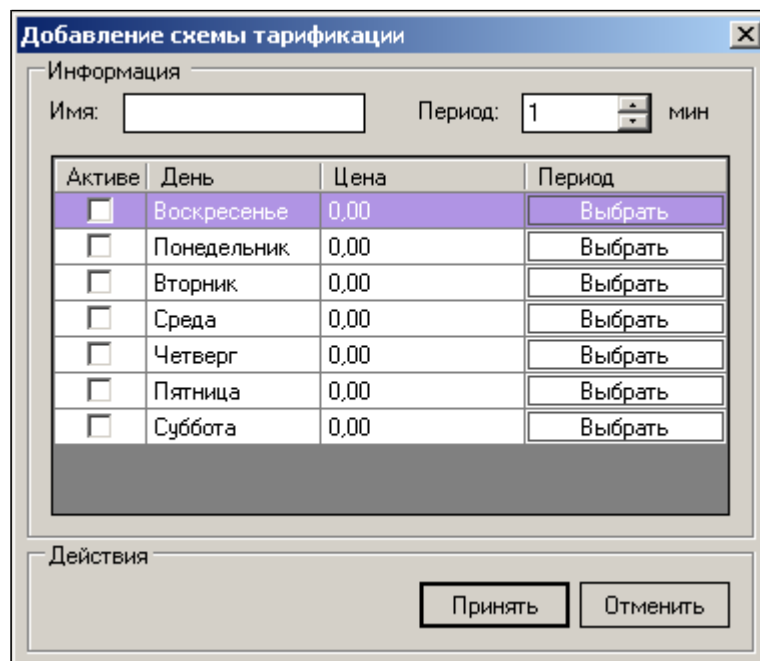 Добавление схемы тарификации
Информация
Имя: Период: 1 мин
Активе День Цена Период
Воскресенье 0,00 Выбрать
Понедельник 0,00 Выбрать
Вторник 0,00 Выбрать
Среда 0,00 Выбрать
Четверг 0,00 Выбрать
Пятница 0,00 Выбрать
Суббота 0,00 Выбрать
Действия
Принять Отменить